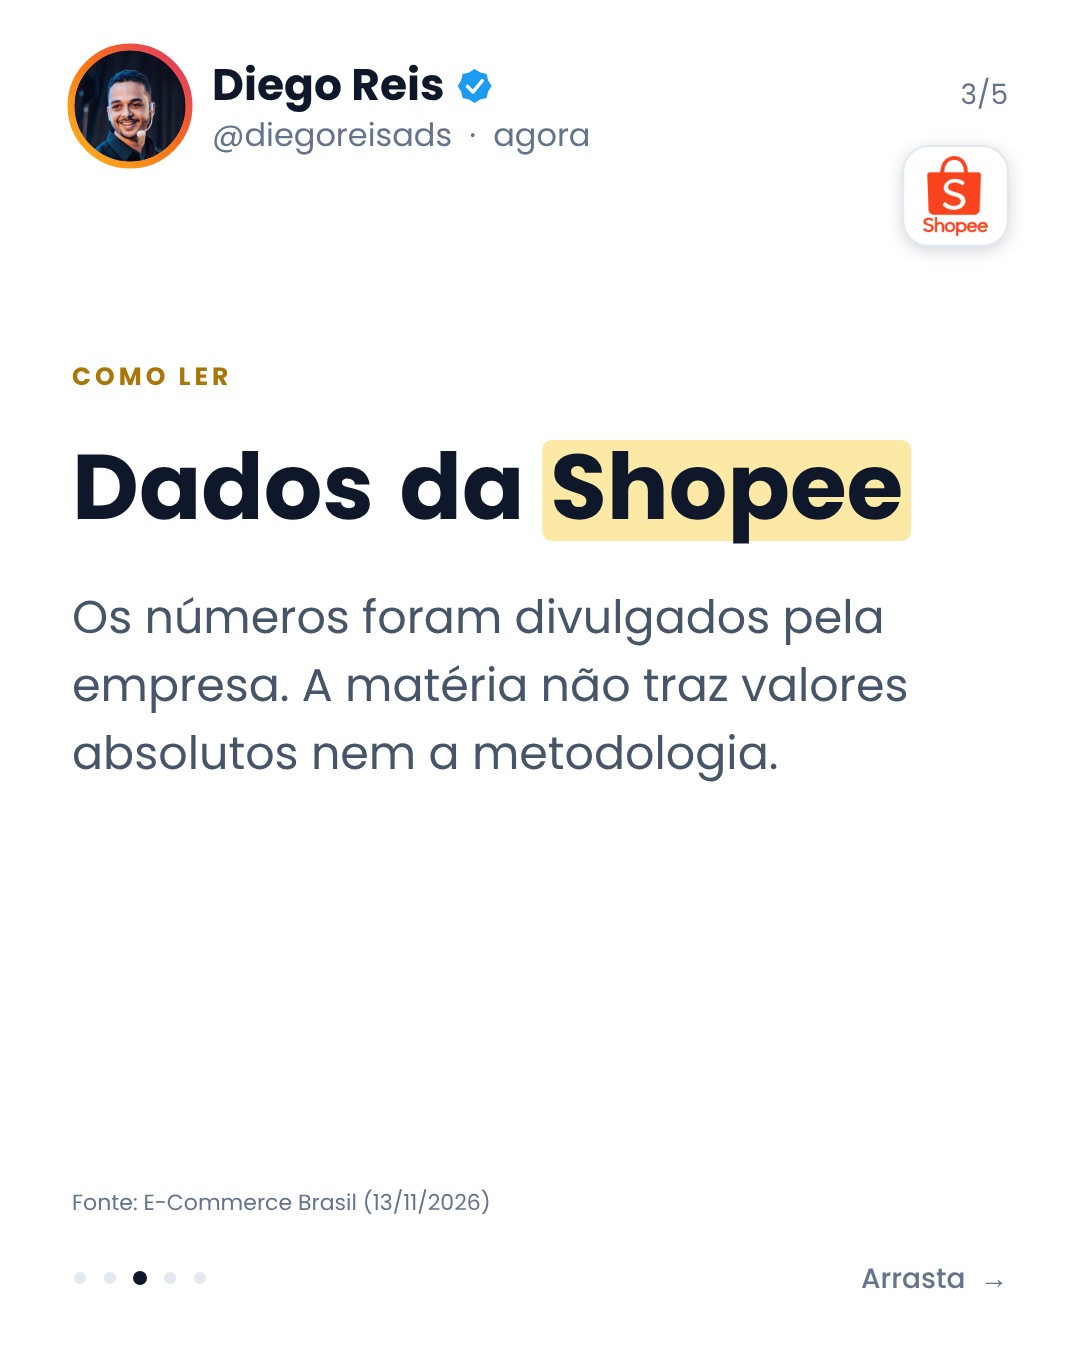 Diego Reis
@diegoreisads · agora
3/5
S
Shopee
COMO LER
Dados da Shopee
Os números foram divulgados pela
empresa. A matéria não traz valores
absolutos nem a metodologia.
Fonte: E-Commerce Brasil (13/11/2026)
Arrasta →